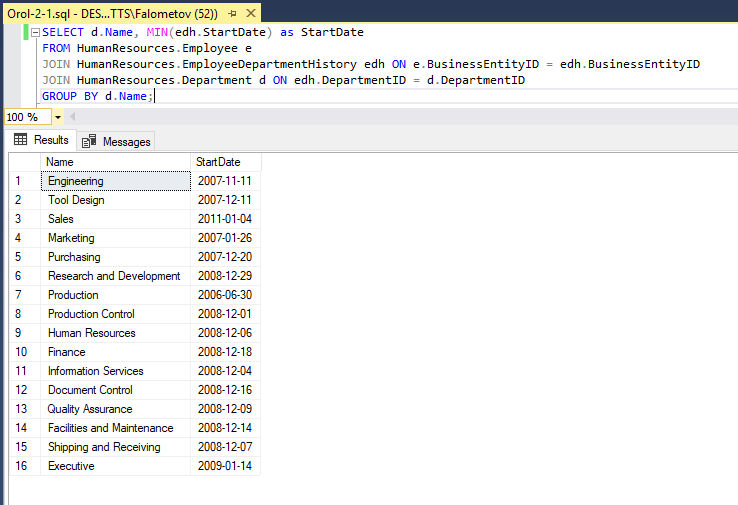 Orol-2-1.sql - DES...TTS\Falometov (52))
SELECT d.Name, MIN(edh.StartDate) as StartDate
FROM HumanResources.Employee e
JOIN HumanResources.EmployeeDepartmentHistory edh ON e.BusinessEntityID = edh.BusinessEntityID
JOIN HumanResources.Department d ON edh.DepartmentID = d.DepartmentID
GROUP BY d.Name;
100 %
Results Messages
Name StartDate
1 Engineering 2007-11-11
2 Tool Design 2007-12-11
3 Sales 2011-01-04
4 Marketing 2007-01-26
5 Purchasing 2007-12-20
6 Research and Development 2008-12-29
7 Production 2006-06-30
8 Production Control 2008-12-01
9 Human Resources 2008-12-06
10 Finance 2008-12-18
11 Information Services 2008-12-04
12 Document Control 2008-12-16
13 Quality Assurance 2008-12-09
14 Facilities and Maintenance 2008-12-14
15 Shipping and Receiving 2008-12-07
16 Executive 2009-01-14